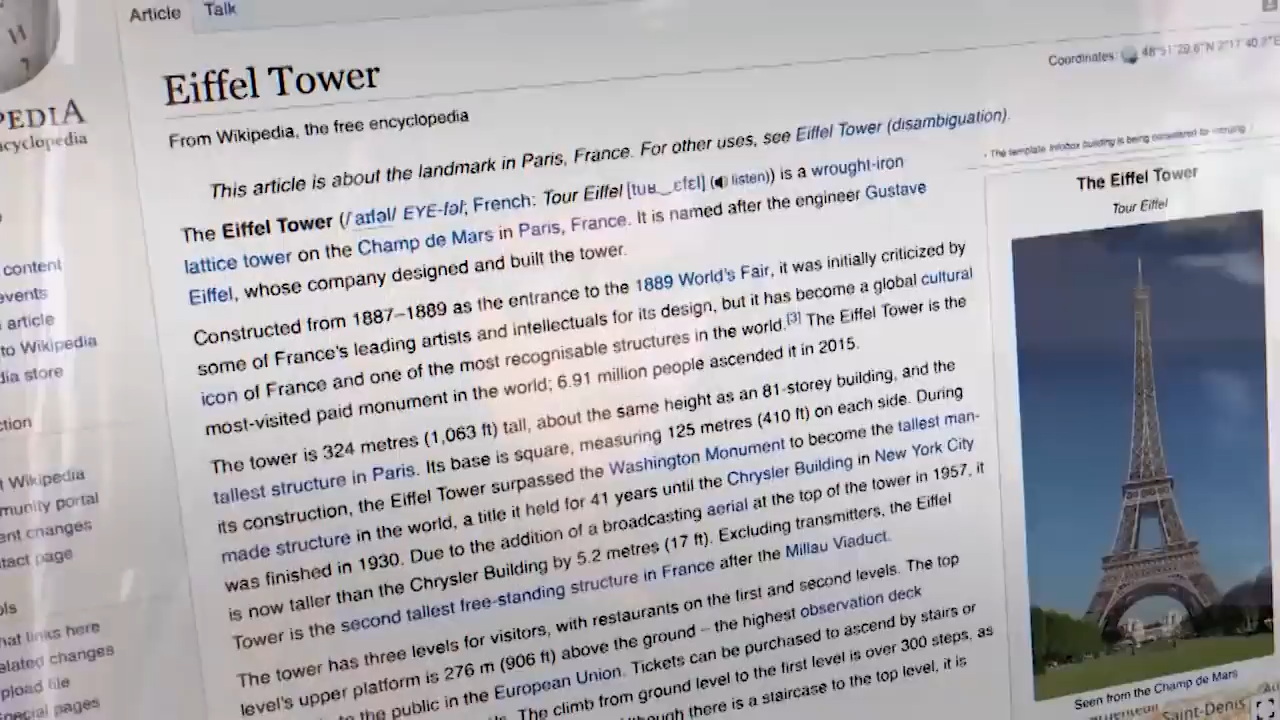 Article Talk
PEDIA
Eiffel Tower
From Wikipedia, the free encyclopedia
Coordinates:
This article is about the landmark in Paris, France. For other uses, see Eiffel Tower (disambiguation).
The Eiffel Tower (/ˈaɪfəl/ EYE-fəl; French: Tour Eiffel [tuʁ‿ɛfɛl] (listen)) is a wrought-iron
lattice tower on the Champ de Mars in Paris, France. It is named after the engineer Gustave
Eiffel, whose company designed and built the tower.
Constructed from 1887–1889 as the entrance to the 1889 World's Fair, it was initially criticized by
some of France's leading artists and intellectuals for its design, but it has become a global cultural
icon of France and one of the most recognisable structures in the world.[3] The Eiffel Tower is the
most-visited paid monument in the world; 6.91 million people ascended it in 2015.
The tower is 324 metres (1,063 ft) tall, about the same height as an 81-storey building, and the
tallest structure in Paris. Its base is square, measuring 125 metres (410 ft) on each side. During
its construction, the Eiffel Tower surpassed the Washington Monument to become the tallest man-
made structure in the world, a title it held for 41 years until the Chrysler Building in New York City
was finished in 1930. Due to the addition of a broadcasting aerial at the top of the tower in 1957, it
is now taller than the Chrysler Building by 5.2 metres (17 ft). Excluding transmitters, the Eiffel
Tower is the second tallest free-standing structure in France after the Millau Viaduct.
The tower has three levels for visitors, with restaurants on the first and second levels. The top
level's upper platform is 276 m (906 ft) above the ground – the highest observation deck
to the public in the European Union. Tickets can be purchased to ascend by stairs or
The climb from ground level to the first level is over 300 steps, as
there is a staircase to the top level, it is
The template Infobox building is being considered for merging.
The Eiffel Tower
Tour Eiffel
Seen from the Champ de Mars
Saint-Denis
content
events
article
to Wikipedia
store
Wikipedia
portal
changes
page
links here
changes
file
pages